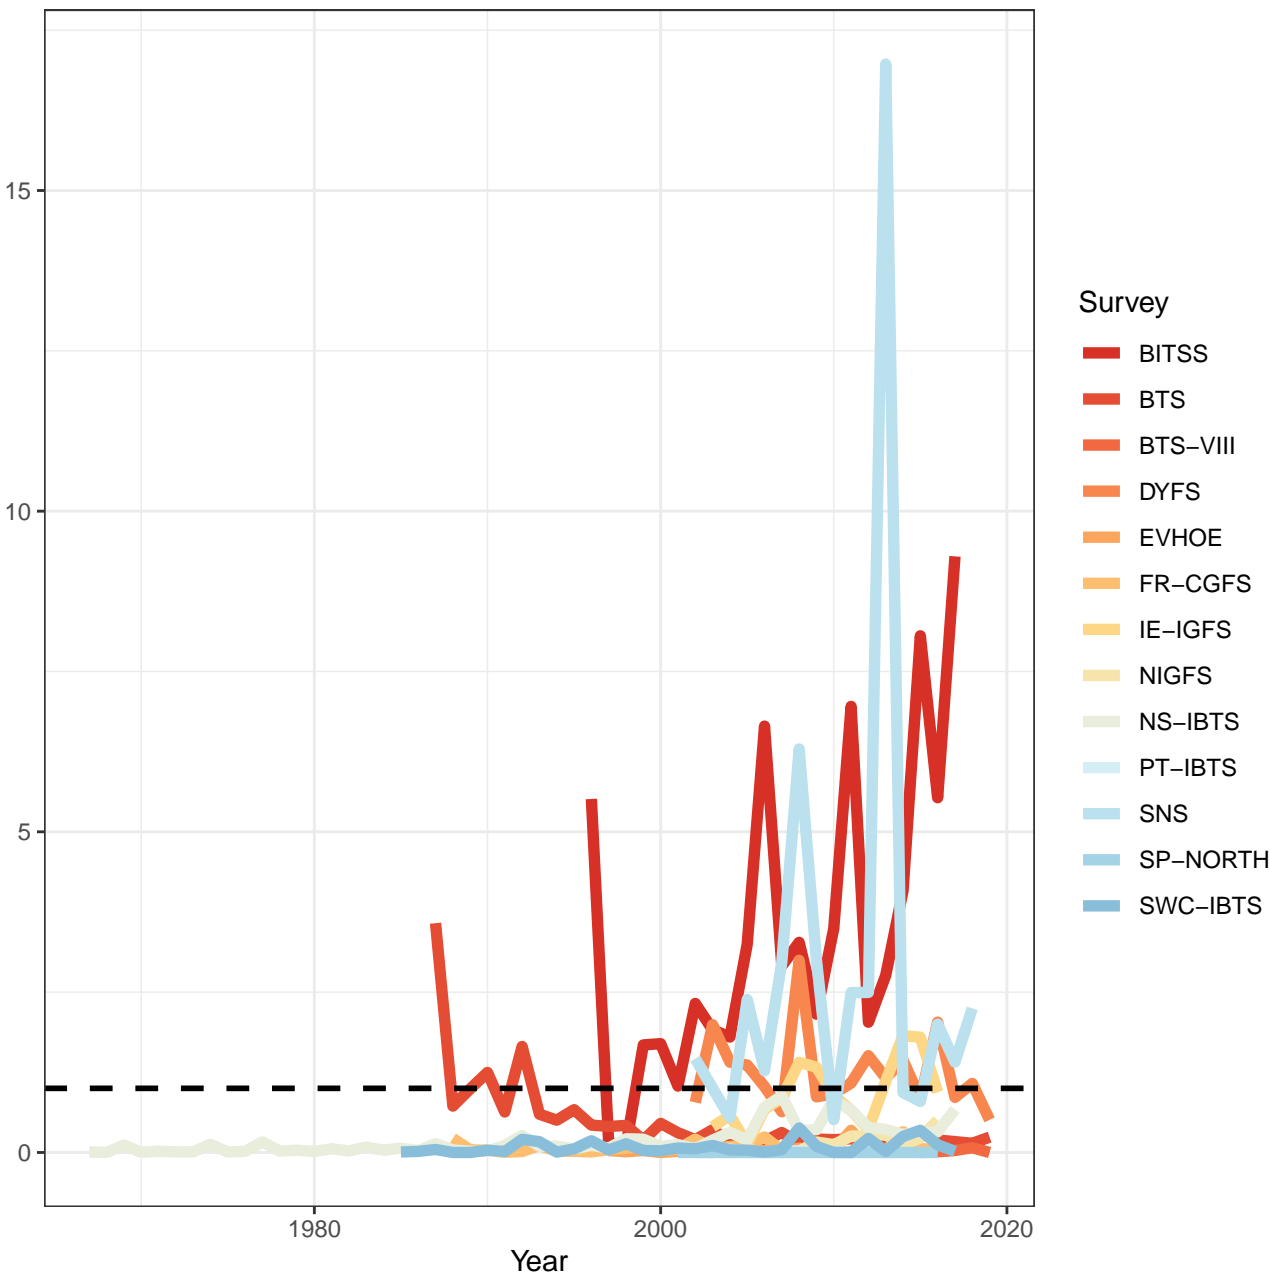 15
10
5
0
1980
2000
2020
Year
Survey
BITSS
BTS
BTS−VIII
DYFS
EVHOE
FR−CGFS
IE−IGFS
NIGFS
NS−IBTS
PT−IBTS
SNS
SP−NORTH
SWC−IBTS